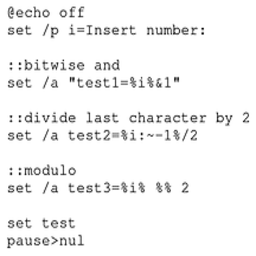 @echo off
set /p i=Insert number:
::bitwise and
set /a "test1=%i%&1"
::divide last character by 2
set /a test2=%i:~-1%/2
::modulo
set /a test3=%i% %% 2
set test
pause>nul